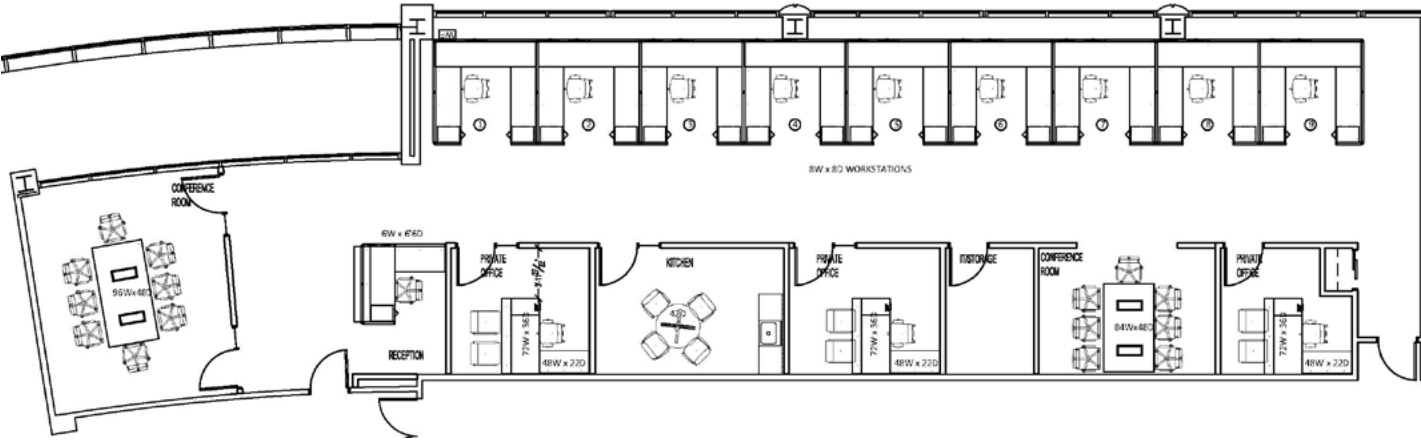 1
2
3
4
5
6
7
8
9
8W x 8D WORKSTATIONS
CONFERENCE
ROOM
96Wx48D
6W x 6'6D
RECEPTION
PRIVATE
OFFICE
72W x 36D
48W x 22D
KITCHEN
42D
PRIVATE
OFFICE
72W x 36D
48W x 22D
IT/STORAGE
CONFERENCE
ROOM
84Wx48D
PRIVATE
OFFICE
72W x 36D
48W x 22D